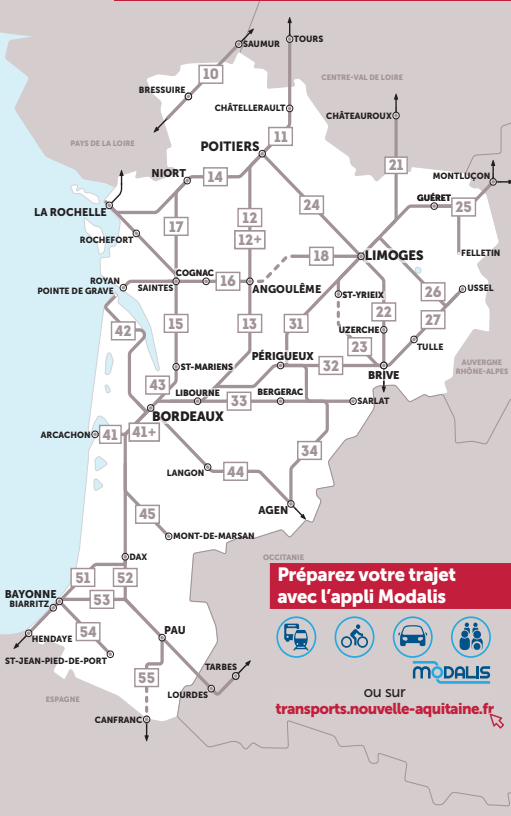 SAUMUR
TOURS
10
CENTRE-VAL DE LOIRE
BRESSUIRE
CHÂTELLERAULT
CHÂTEAUROUX
11
PAYS DE LA LOIRE
POITIERS
21
NIORT
14
MONTLUÇON
GUÉRET
25
LA ROCHELLE
24
12
17
12+
ROCHEFORT
FELLETIN
18
LIMOGES
COGNAC
ROYAN
POINTE DE GRAVE
SAINTES
16
ANGOULÊME
ST-YRIEIX
26
USSEL
22
27
42
15
13
31
UZERCHE
23
TULLE
PÉRIGUEUX
32
BRIVE
AUVERGNE
RHÔNE-ALPES
ST-MARIENS
43
LIBOURNE
33
BERGERAC
SARLAT
BORDEAUX
ARCACHON
41
41+
34
LANGON
44
AGEN
45
MONT-DE-MARSAN
DAX
OCCITANIE
51
52
BAYONNE
BIARRITZ
53
54
HENDAYE
PAU
ST-JEAN-PIED-DE-PORT
55
TARBES
LOURDES
ESPAGNE
CANFRANC
Préparez votre trajet
avec l'appli Modalis
MODALIS
ou sur
transports.nouvelle-aquitaine.fr